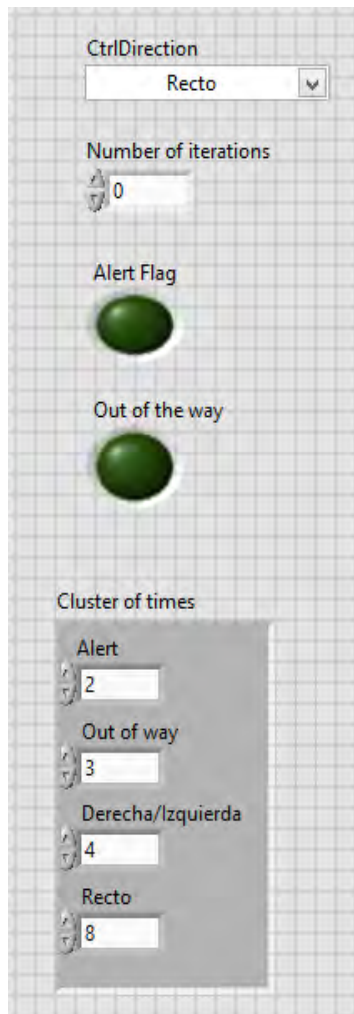 CtrlDirection
Recto
Number of iterations
0
Alert Flag
Out of the way
Cluster of times
Alert
2
Out of way
3
Derecha/Izquierda
4
Recto
8